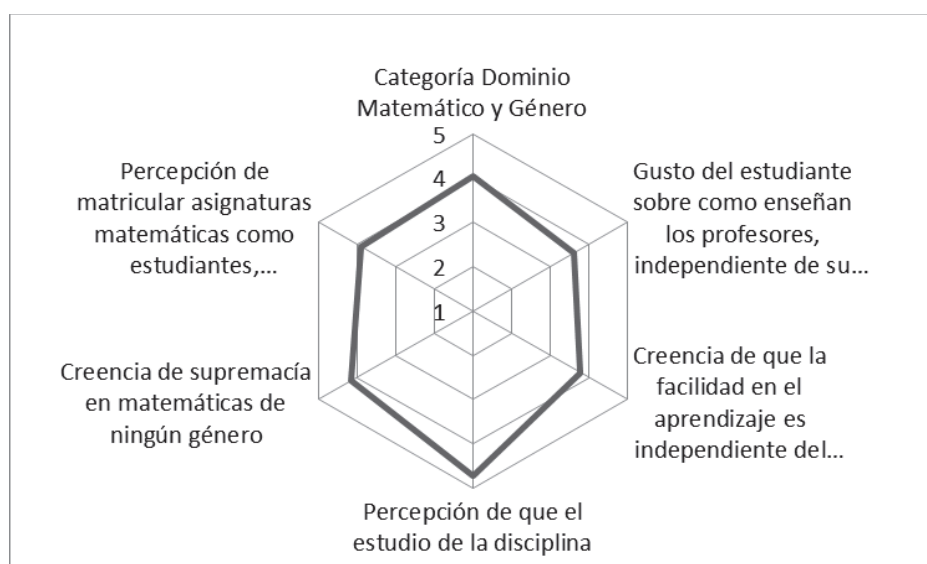 Categoría Dominio
Matemático y Género
5
4
3
2
1
Gusto del estudiante
sobre como enseñan
los profesores,
independiente de su...
Creencia de que la
facilidad en el
aprendizaje es
independiente del...
Percepción de que el
estudio de la disciplina
Creencia de supremacía
en matemáticas de
ningún género
Percepción de
matricular asignaturas
matemáticas como
estudiantes,...